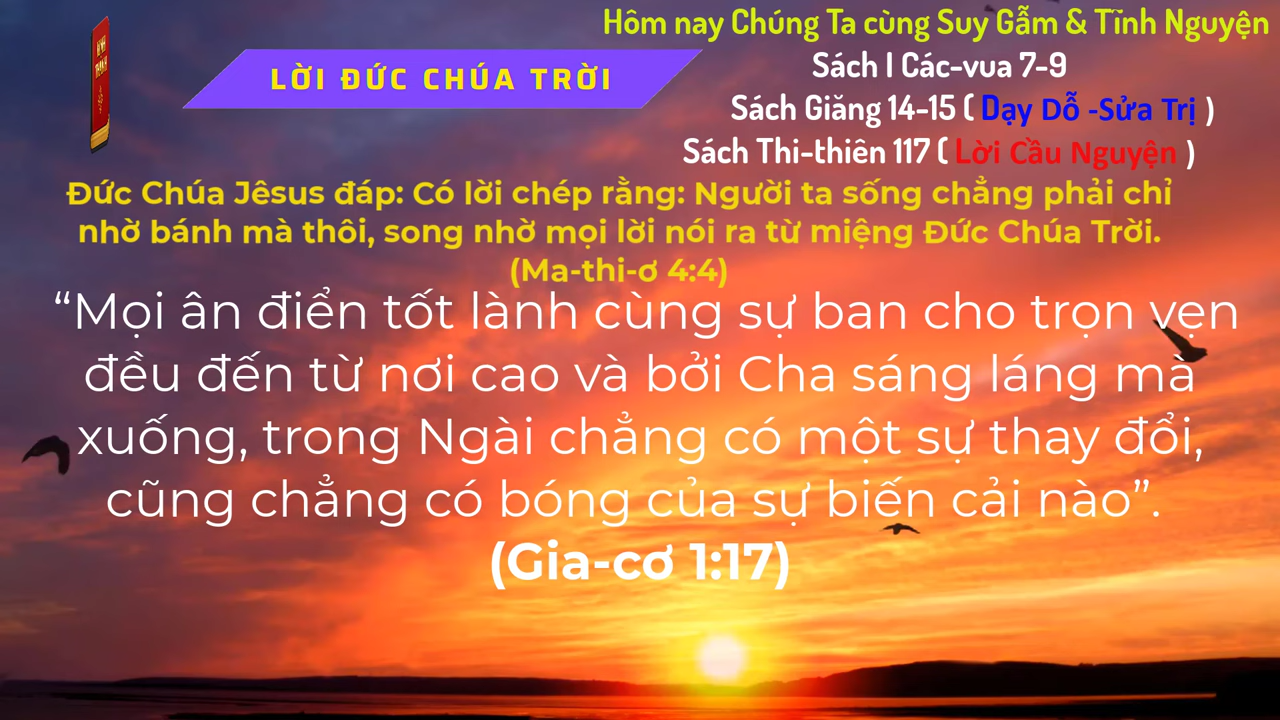 Hôm nay Chúng Ta cùng Suy Gẫm & Tĩnh Nguyện
Sách I Các-vua 7-9
Sách Giăng 14-15 ( Dạy Dỗ -Sửa Trị )
Sách Thi-thiên 117 ( Lời Cầu Nguyện )
LỜI ĐỨC CHÚA TRỜI
Đức Chúa Jêsus đáp: Có lời chép rằng: Người ta sống chẳng phải chỉ
nhờ bánh mà thôi, song nhờ mọi lời nói ra từ miệng Đức Chúa Trời.
(Ma-thi-ơ 4:4)
“Mọi ân điển tốt lành cùng sự ban cho trọn vẹn
đều đến từ nơi cao và bởi Cha sáng láng mà
xuống, trong Ngài chẳng có một sự thay đổi,
cũng chẳng có bóng của sự biến cải nào”.
(Gia-cơ 1:17)